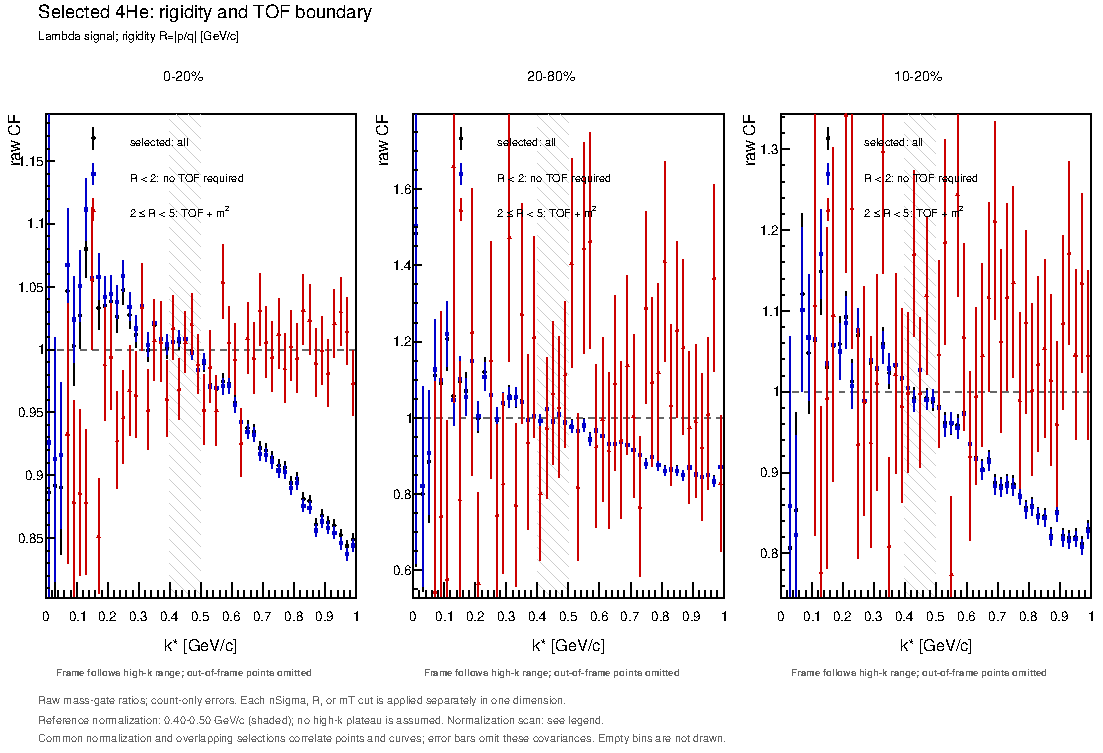 Selected 4He: rigidity and TOF boundary
Lambda signal; rigidity R=|p/q| [GeV/c]
0-20%
20-80%
10-20%
raw CF
selected: all
R < 2: no TOF required
2 ≤ R < 5: TOF + m²
1.15
1.1
1.05
1
0.95
0.9
0.85
0 0.1 0.2 0.3 0.4 0.5 0.6 0.7 0.8 0.9 1
k* [GeV/c]
Frame follows high-k range; out-of-frame points omitted
raw CF
selected: all
R < 2: no TOF required
2 ≤ R < 5: TOF + m²
1.6
1.4
1.2
1
0.8
0.6
0 0.1 0.2 0.3 0.4 0.5 0.6 0.7 0.8 0.9 1
k* [GeV/c]
Frame follows high-k range; out-of-frame points omitted
raw CF
selected: all
R < 2: no TOF required
2 ≤ R < 5: TOF + m²
1.3
1.2
1.1
1
0.9
0.8
0 0.1 0.2 0.3 0.4 0.5 0.6 0.7 0.8 0.9 1
k* [GeV/c]
Frame follows high-k range; out-of-frame points omitted
Raw mass-gate ratios; count-only errors. Each nSigma, R, or mT cut is applied separately in one dimension.
Reference normalization: 0.40-0.50 GeV/c (shaded); no high-k plateau is assumed. Normalization scan: see legend.
Common normalization and overlapping selections correlate points and curves; error bars omit these covariances. Empty bins are not drawn.